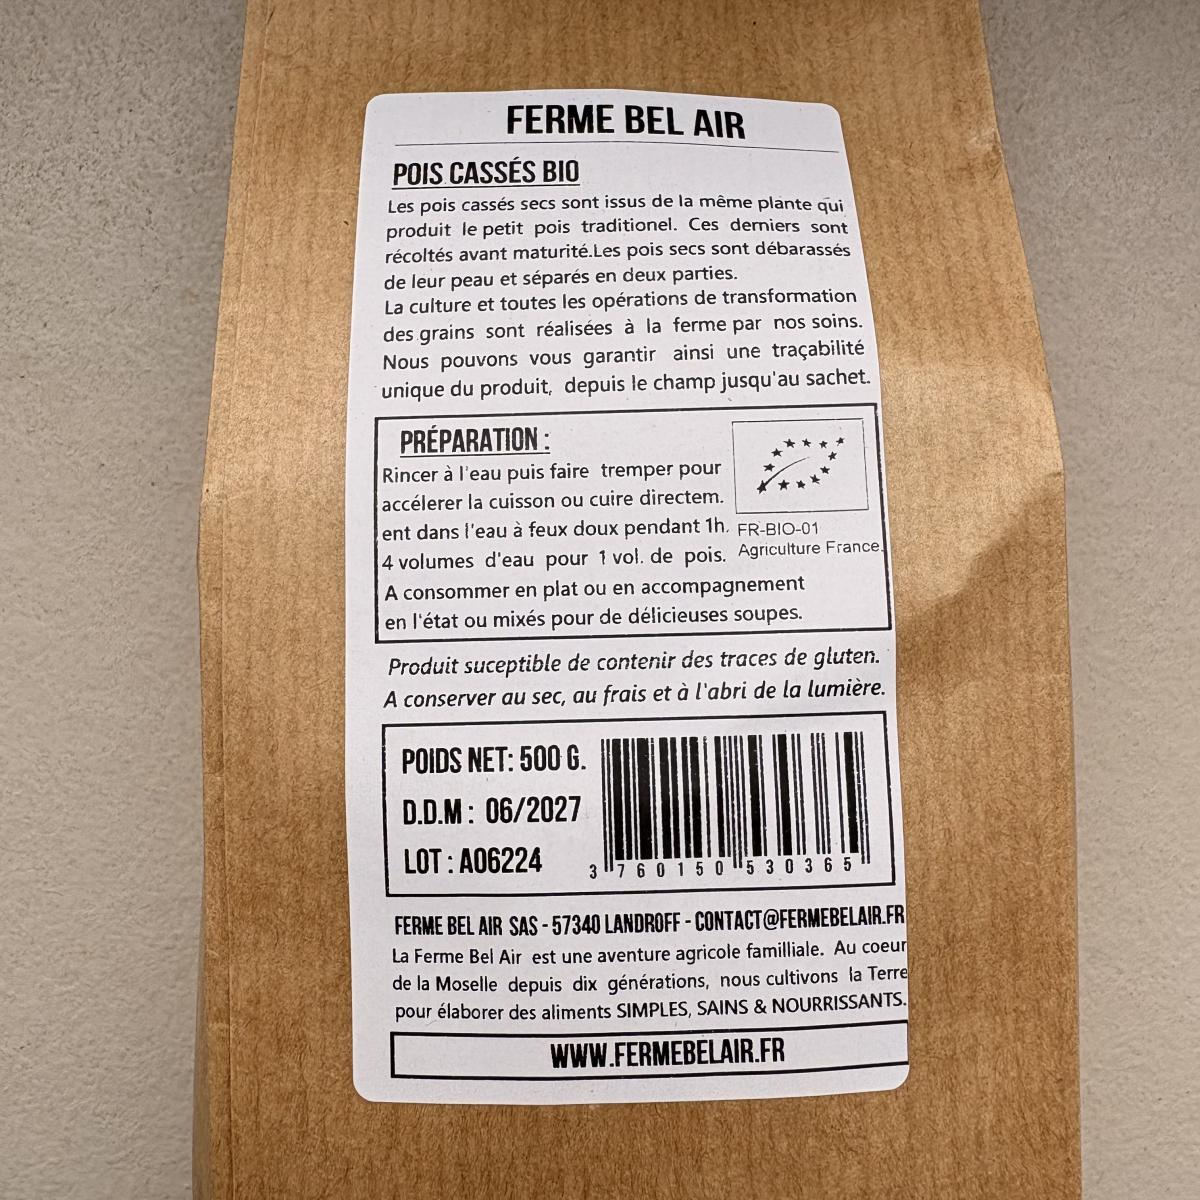 FERME BEL AIR
POIS CASSÉS BIO
Les pois cassés secs sont issus de la même plante qui
produit le petit pois traditionel. Ces derniers sont
récoltés avant maturité.Les pois secs sont débarassés
de leur peau et séparés en deux parties.
La culture et toutes les opérations de transformation
des grains sont réalisées à la ferme par nos soins.
Nous pouvons vous garantir ainsi une traçabilité
unique du produit, depuis le champ jusqu'au sachet.
PRÉPARATION :
Rincer à l'eau puis faire tremper pour
accélerer la cuisson ou cuire directem.
ent dans l'eau à feux doux pendant 1h.
4 volumes d'eau pour 1 vol. de pois.
A consommer en plat ou en accompagnement
en l'état ou mixés pour de délicieuses soupes.
FR-BIO-01
Agriculture France.
Produit suceptible de contenir des traces de gluten.
A conserver au sec, au frais et à l'abri de la lumière.
POIDS NET: 500 G.
D.D.M : 06/2027
LOT : A06224
3 760150 530365
FERME BEL AIR SAS - 57340 LANDROFF - CONTACT@FERMEBELAIR.FR
La Ferme Bel Air est une aventure agricole familliale. Au coeur
de la Moselle depuis dix générations, nous cultivons la Terre
pour élaborer des aliments SIMPLES, SAINS & NOURRISSANTS.
WWW.FERMEBELAIR.FR